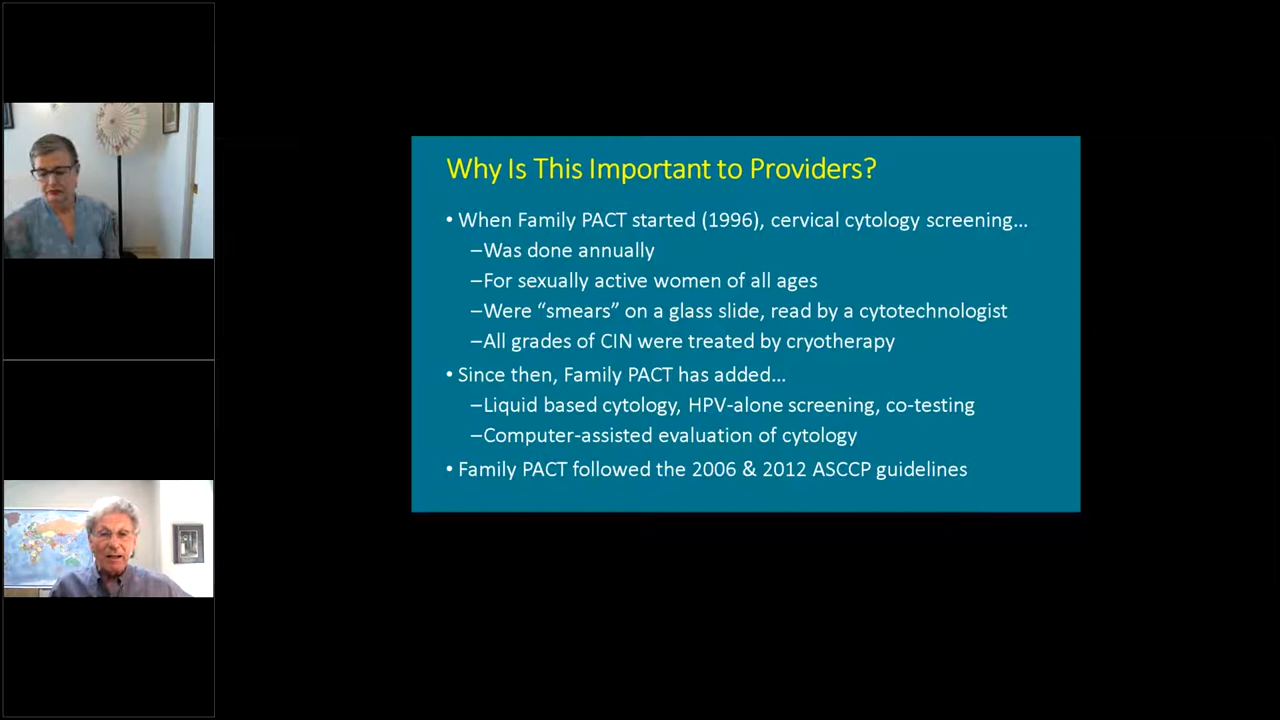 Why Is This Important to Providers?
• When Family PACT started (1996), cervical cytology screening…
–Was done annually
–For sexually active women of all ages
–Were “smears” on a glass slide, read by a cytotechnologist
–All grades of CIN were treated by cryotherapy
• Since then, Family PACT has added…
–Liquid based cytology, HPV-alone screening, co-testing
–Computer-assisted evaluation of cytology
• Family PACT followed the 2006 & 2012 ASCCP guidelines